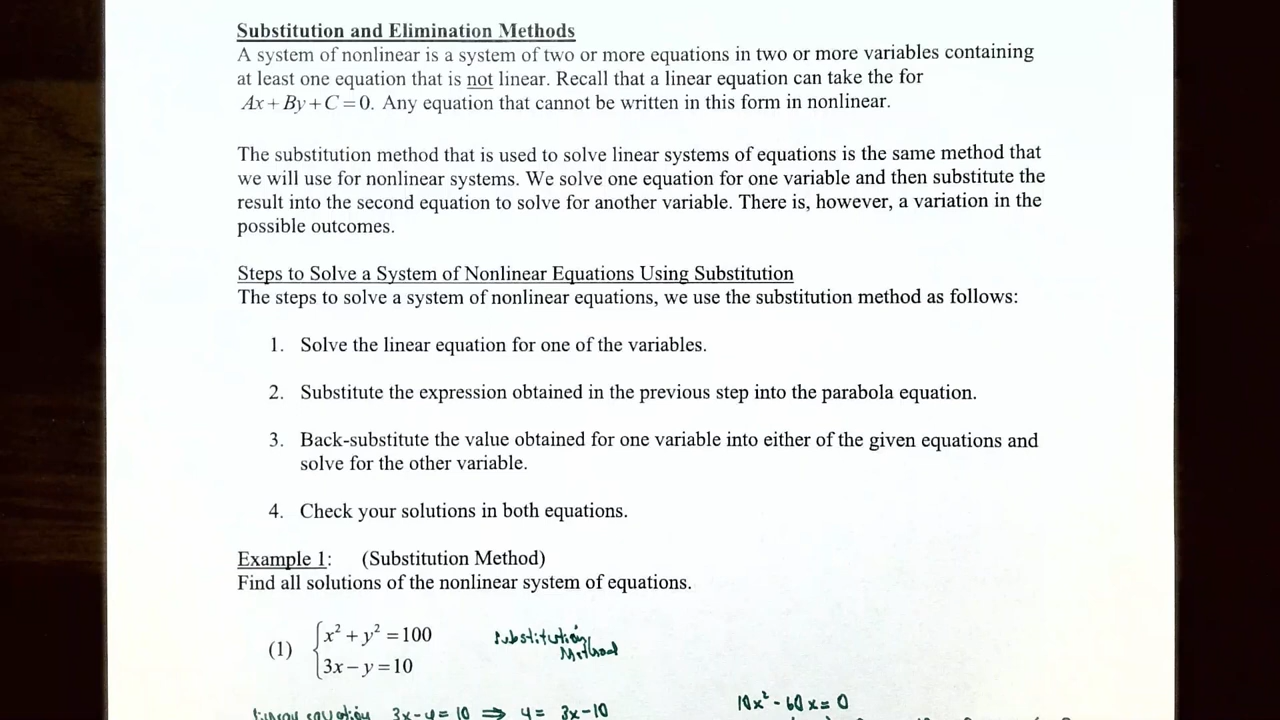 Substitution and Elimination Methods
A system of nonlinear is a system of two or more equations in two or more variables containing
at least one equation that is not linear. Recall that a linear equation can take the for
Ax + By + C = 0. Any equation that cannot be written in this form in nonlinear.
The substitution method that is used to solve linear systems of equations is the same method that
we will use for nonlinear systems. We solve one equation for one variable and then substitute the
result into the second equation to solve for another variable. There is, however, a variation in the
possible outcomes.
Steps to Solve a System of Nonlinear Equations Using Substitution
The steps to solve a system of nonlinear equations, we use the substitution method as follows:
1. Solve the linear equation for one of the variables.
2. Substitute the expression obtained in the previous step into the parabola equation.
3. Back-substitute the value obtained for one variable into either of the given equations and
solve for the other variable.
4. Check your solutions in both equations.
Example 1: (Substitution Method)
Find all solutions of the nonlinear system of equations.
(1) x² + y² = 100
3x − y = 10
Substitution
Method
10x² - 60x = 0
linear equation 3x - y = 10 ⇒ y = 3x - 10